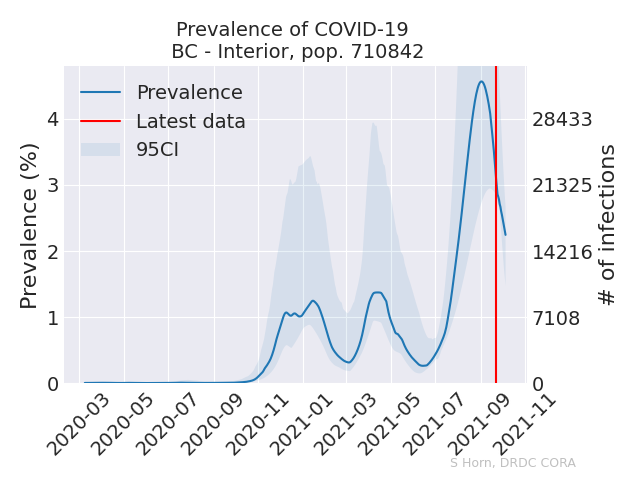 Prevalence of COVID-19
BC - Interior, pop. 710842
Prevalence
Latest data
95CI
Prevalence (%)
4
3
2
1
0
28433
21325
14216
7108
0
# of infections
2020-03
2020-05
2020-07
2020-09
2020-11
2021-01
2021-03
2021-05
2021-07
2021-09
2021-11
S Horn, DRDC CORA